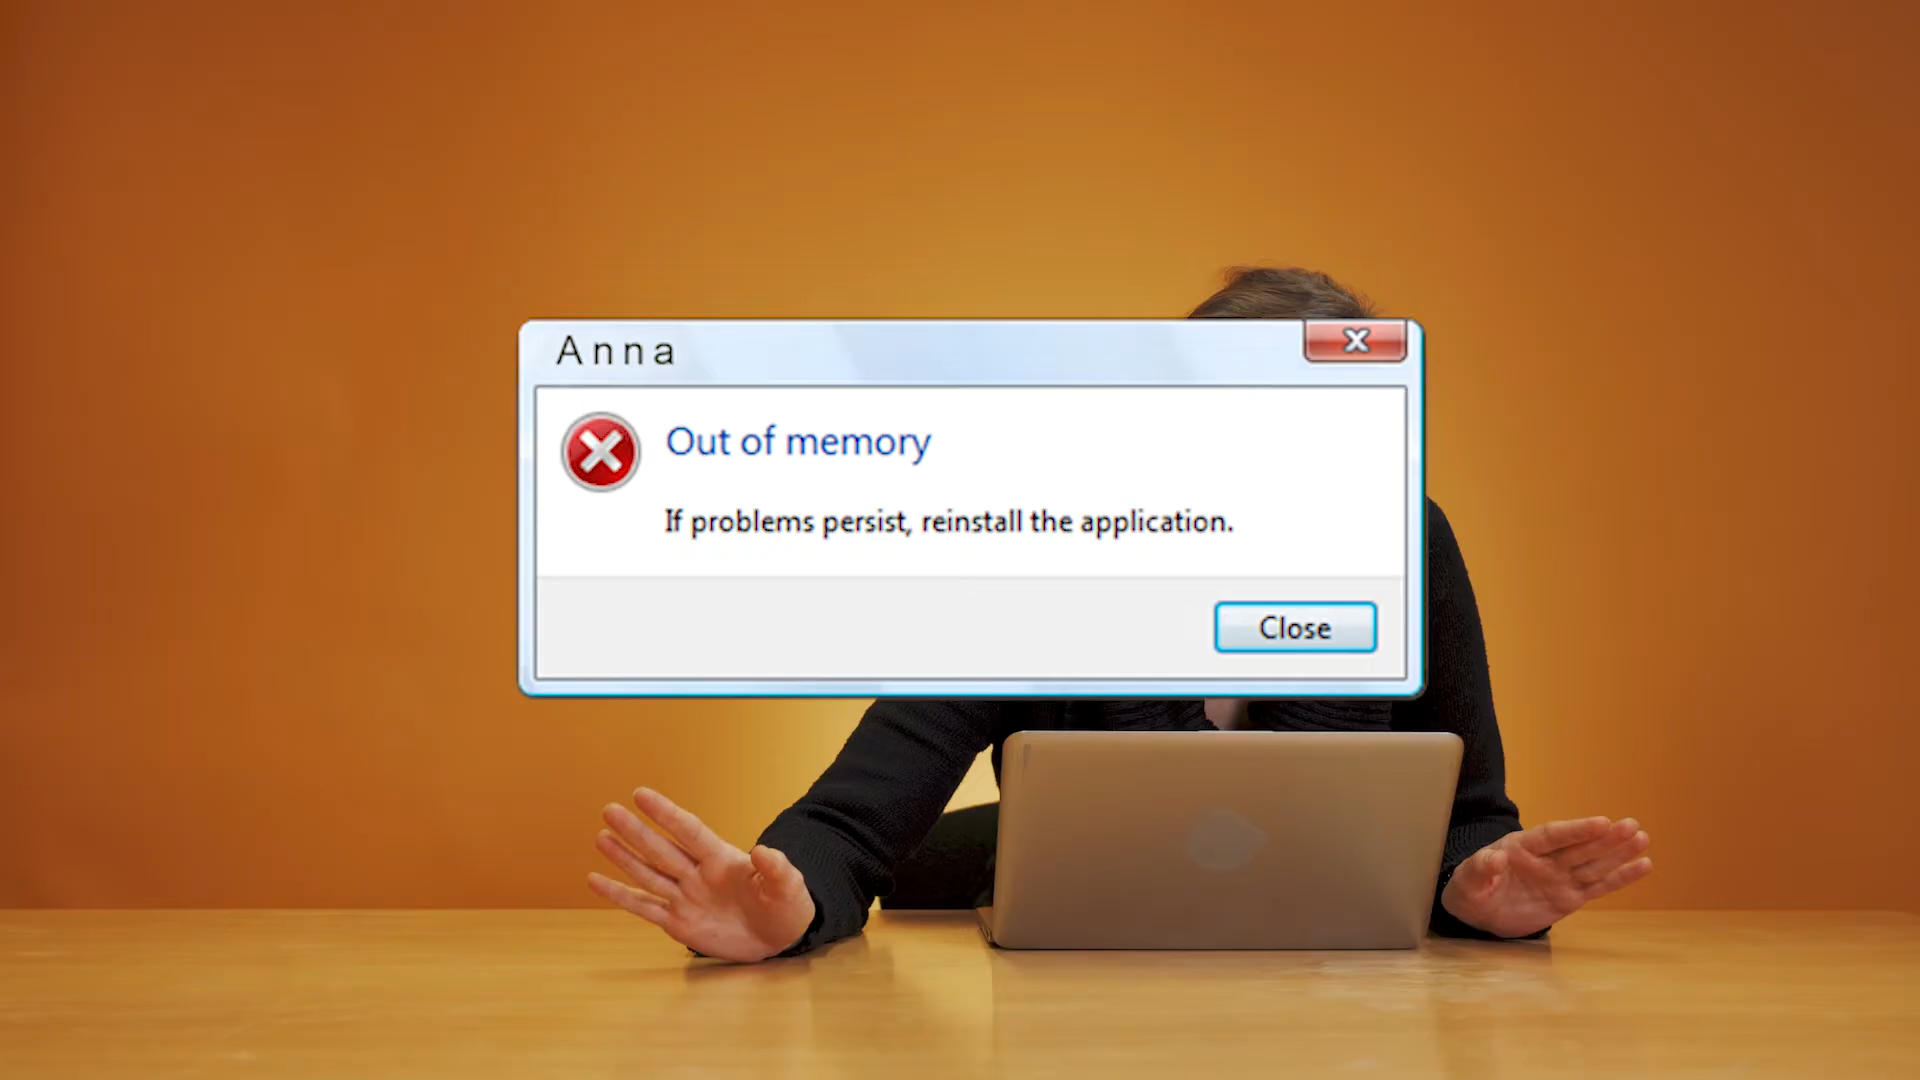 Anna
Out of memory
If problems persist, reinstall the application.
Close